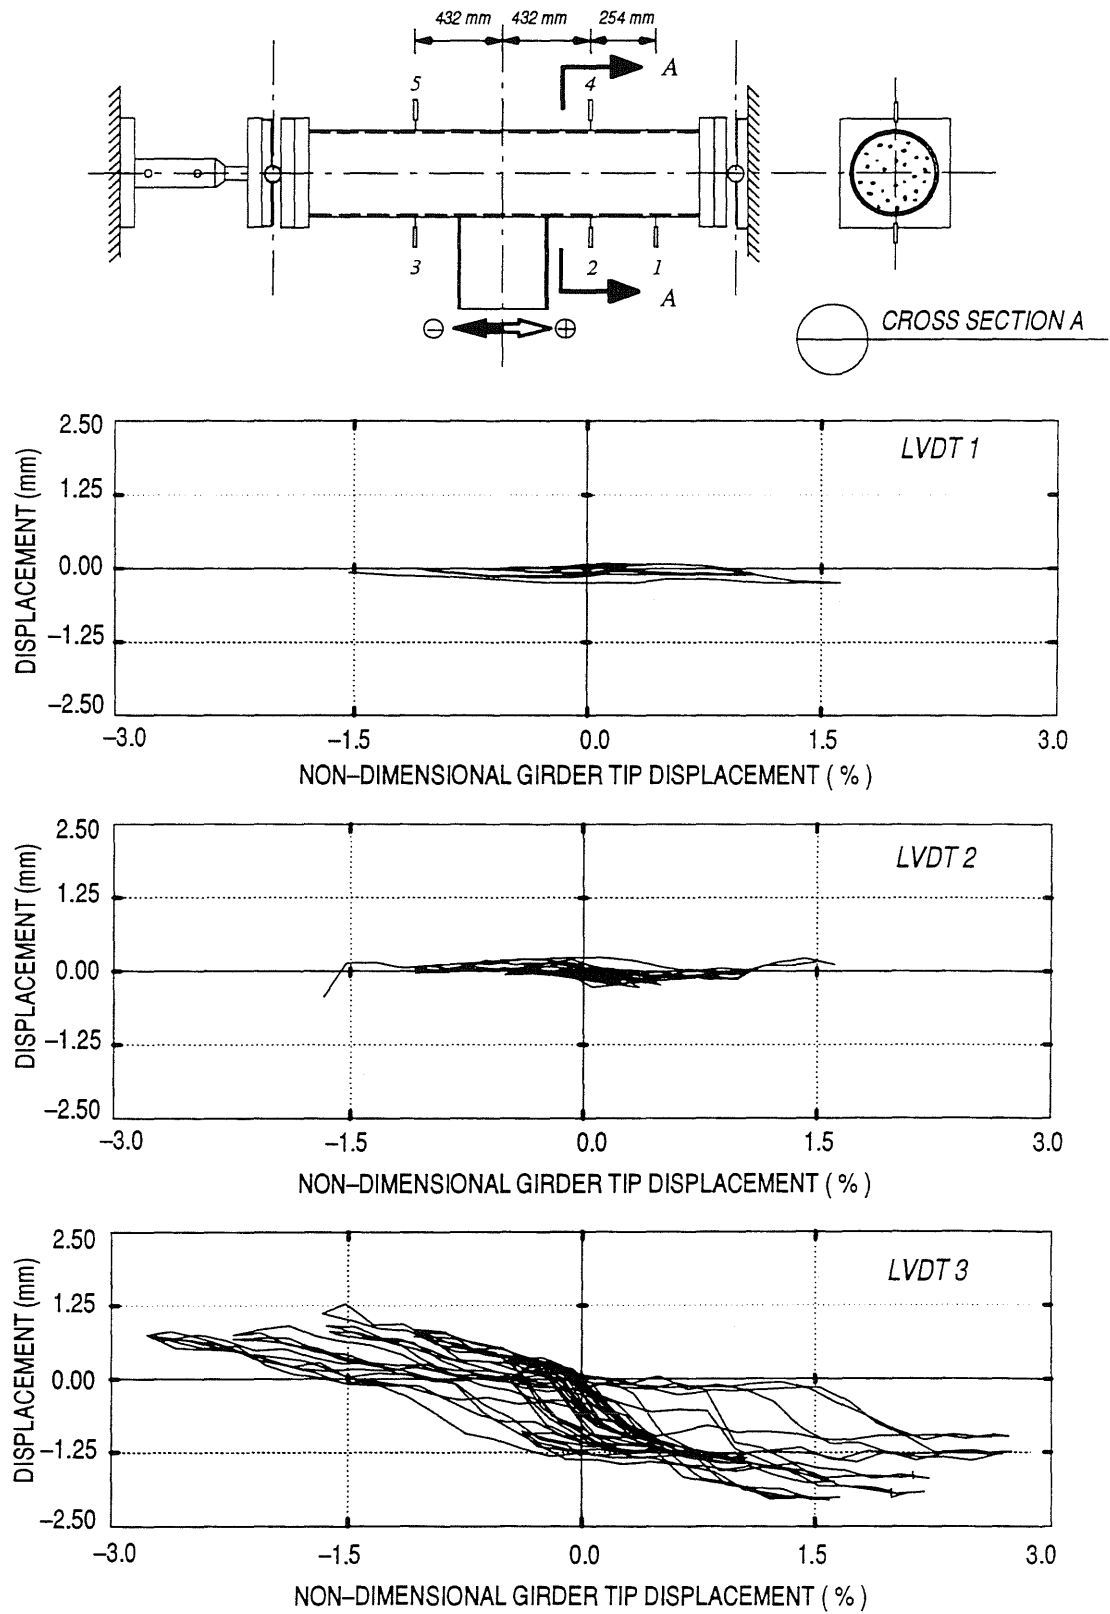 432 mm 432 mm 254 mm
5 4 A
3 2 1 A
⊖ ⊕
CROSS SECTION A
2.50
1.25
0.00
−1.25
−2.50
DISPLACEMENT (mm)
LVDT 1
−3.0 −1.5 0.0 1.5 3.0
NON–DIMENSIONAL GIRDER TIP DISPLACEMENT ( % )
2.50
1.25
0.00
−1.25
−2.50
DISPLACEMENT (mm)
LVDT 2
−3.0 −1.5 0.0 1.5 3.0
NON–DIMENSIONAL GIRDER TIP DISPLACEMENT ( % )
2.50
1.25
0.00
−1.25
−2.50
DISPLACEMENT (mm)
LVDT 3
−3.0 −1.5 0.0 1.5 3.0
NON–DIMENSIONAL GIRDER TIP DISPLACEMENT ( % )